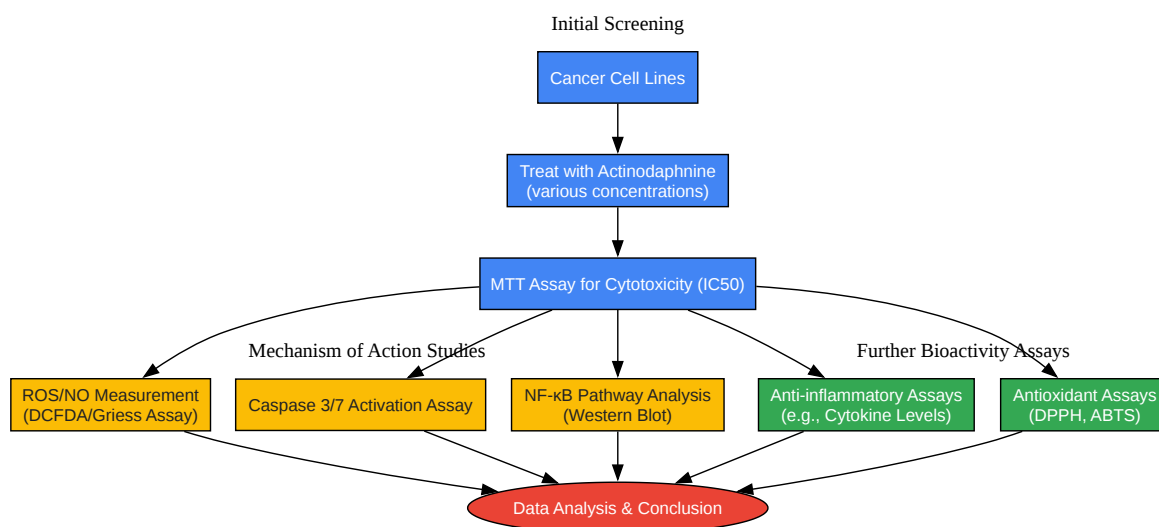 Initial Screening
Cancer Cell Lines
Treat with Actinodaphnine
(various concentrations)
MTT Assay for Cytotoxicity (IC50)
Mechanism of Action Studies
Further Bioactivity Assays
ROS/NO Measurement
(DCFDA/Griess Assay)
Caspase 3/7 Activation Assay
NF-κB Pathway Analysis
(Western Blot)
Anti-inflammatory Assays
(e.g., Cytokine Levels)
Antioxidant Assays
(DPPH, ABTS)
Data Analysis & Conclusion